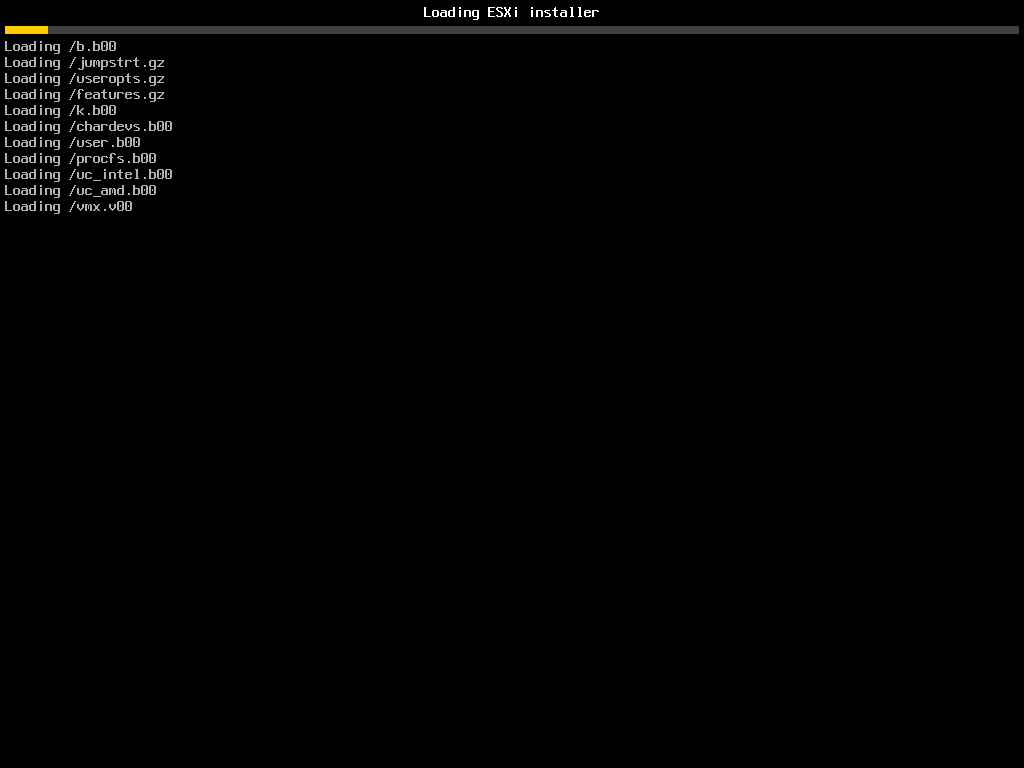 Loading ESXi installer
Loading /b.b00
Loading /jumpstrt.gz
Loading /useropts.gz
Loading /features.gz
Loading /k.b00
Loading /chardevs.b00
Loading /user.b00
Loading /procfs.b00
Loading /uc_intel.b00
Loading /uc_amd.b00
Loading /vmx.v00